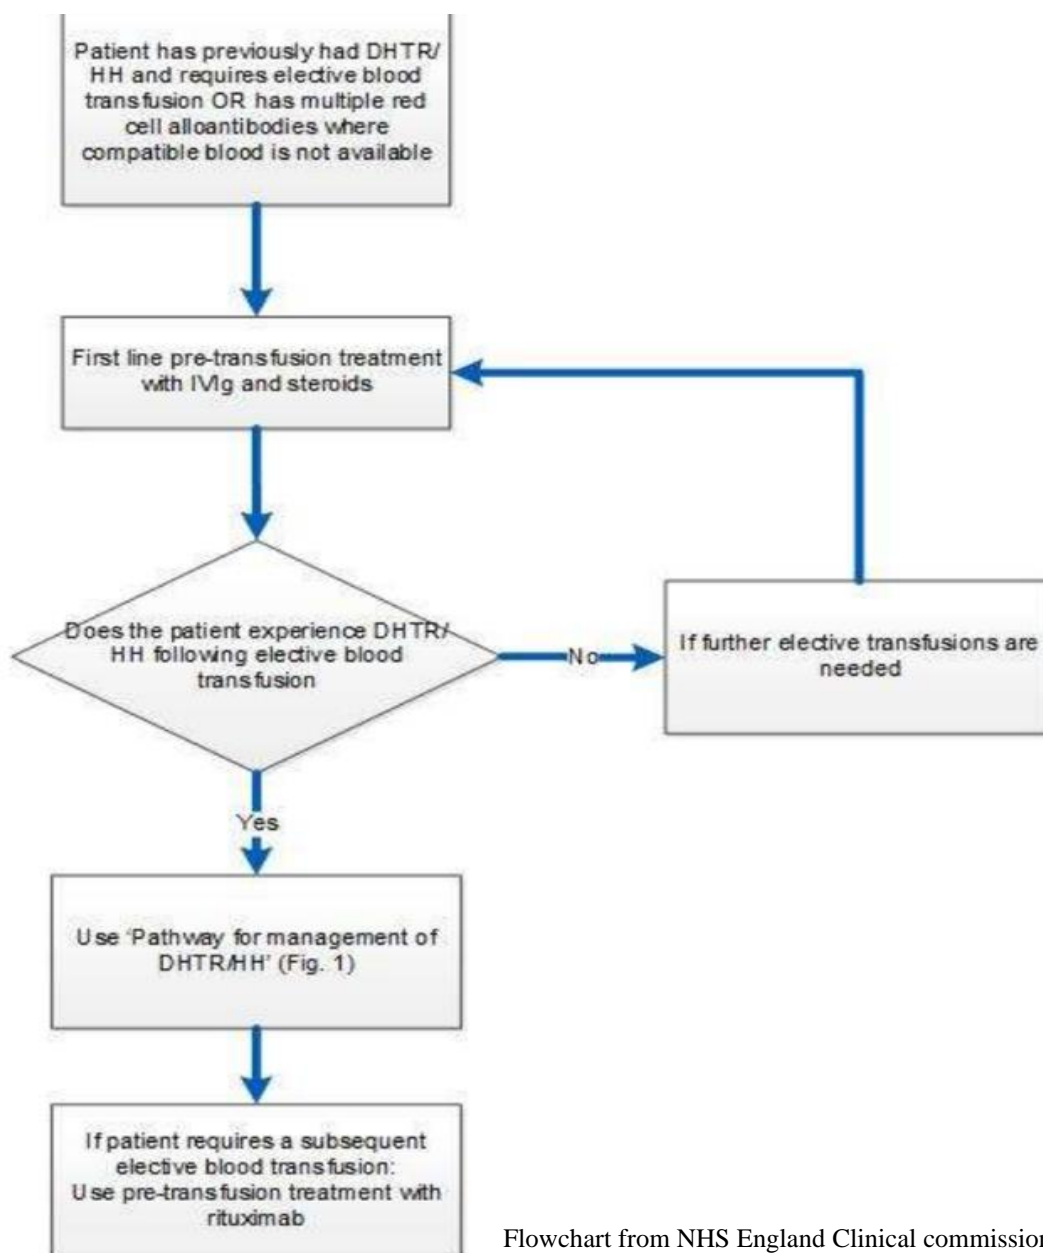 Patient has previously had DHTR/
HH and requires elective blood
transfusion OR has multiple red
cell alloantibodies where
compatible blood is not available
First line pre-transfusion treatment
with IVIg and steroids
Does the patient experience DHTR/
HH following elective blood
transfusion
No
If further elective transfusions are
needed
Yes
Use ‘Pathway for management of
DHTR/HH’ (Fig. 1)
If patient requires a subsequent
elective blood transfusion:
Use pre-transfusion treatment with
rituximab
Flowchart from NHS England Clinical commission